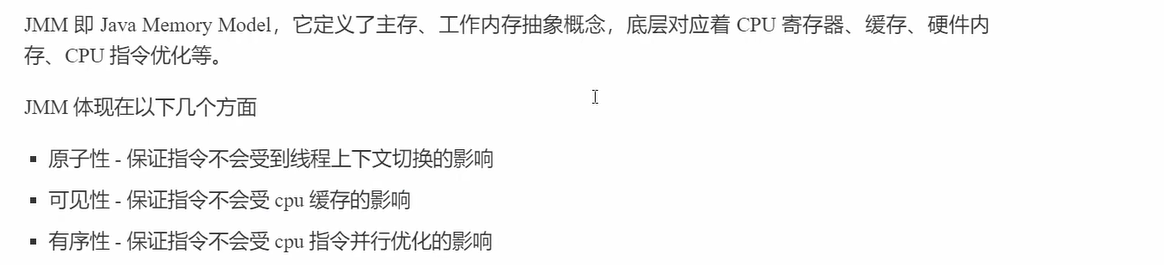 JMM 即 Java Memory Model，它定义了主存、工作内存抽象概念，底层对应着 CPU 寄存器、缓存、硬件内
存、CPU 指令优化等。
JMM 体现在以下几个方面
▪ 原子性 - 保证指令不会受到线程上下文切换的影响
▪ 可见性 - 保证指令不会受 cpu 缓存的影响
▪ 有序性 - 保证指令不会受 cpu 指令并行优化的影响